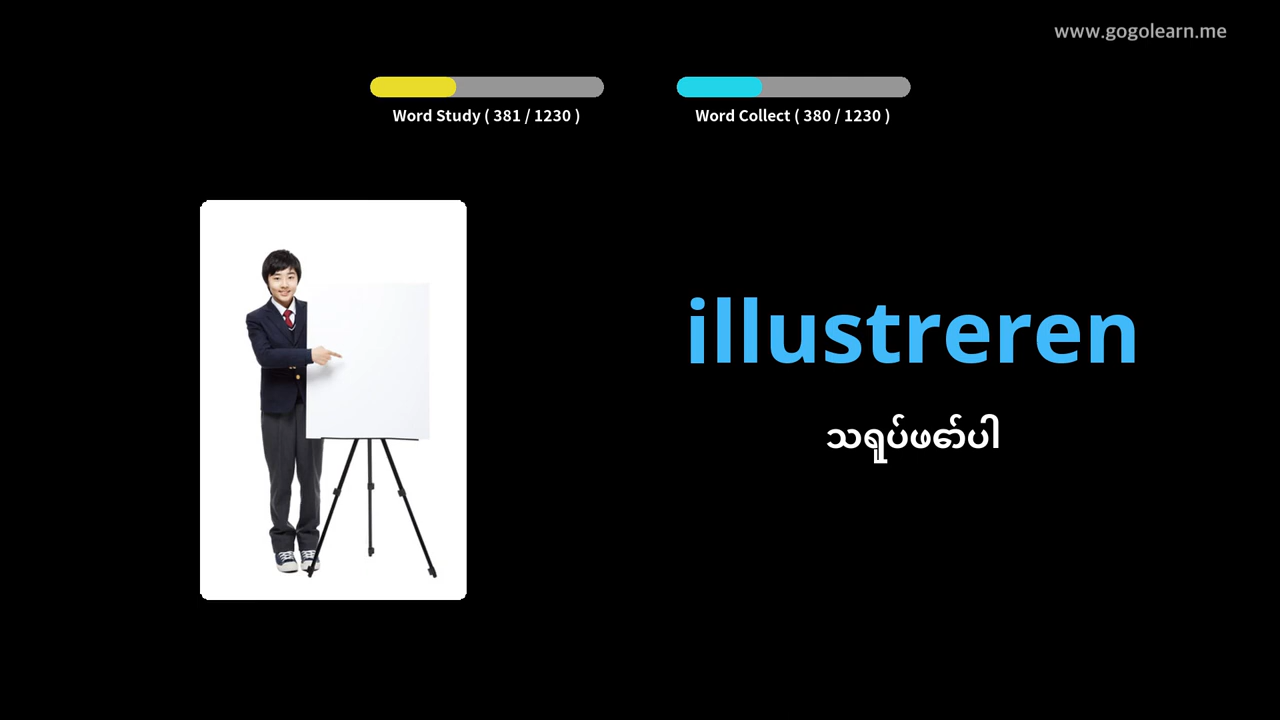 www.gogolearn.me
Word Study ( 381 / 1230 )
Word Collect ( 380 / 1230 )
illustreren
သရုပ်ဖော်ပါ